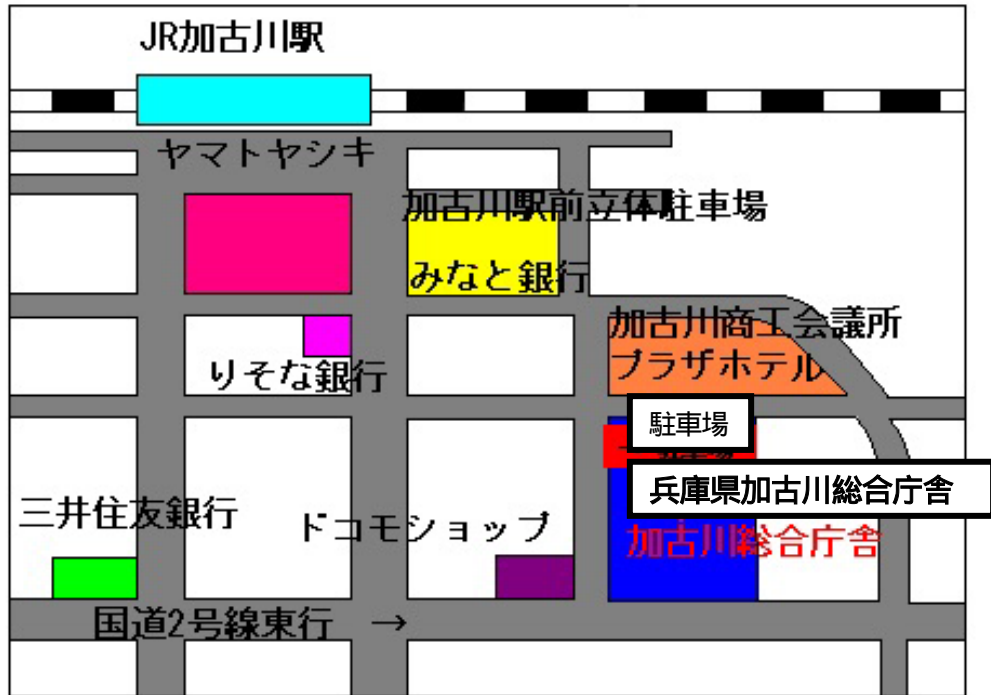 JR加古川駅
ヤマトヤシキ
加古川駅前立体駐車場
みなと銀行
加古川商工会議所
プラザホテル
りそな銀行
駐車場
兵庫県加古川総合庁舎
三井住友銀行
ドコモショップ
加古川総合庁舎
国道2号線東行 →